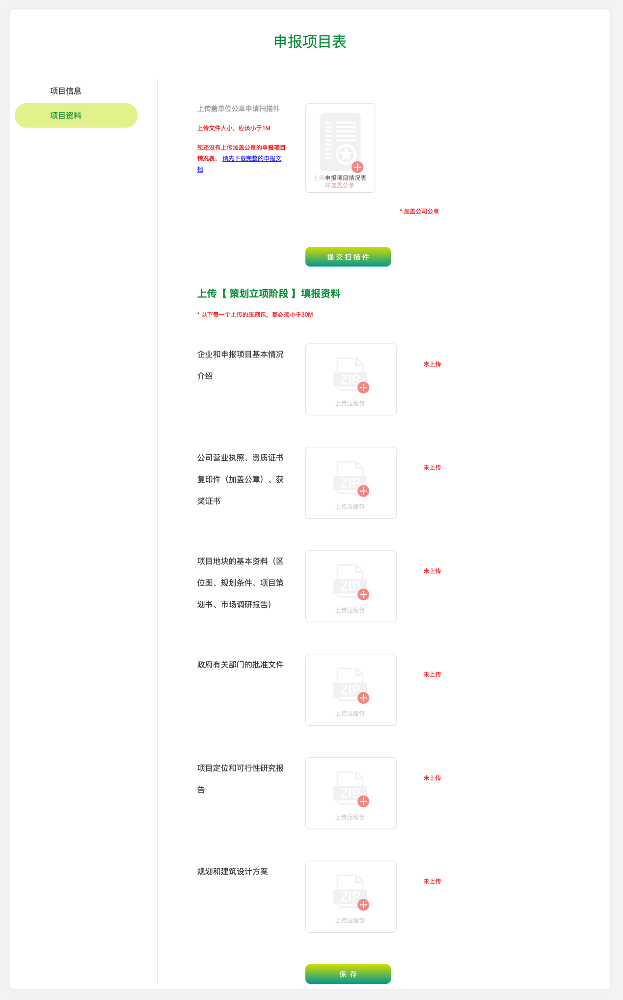 申报项目表
项目信息
项目资料
上传盖单位公章申请扫描件
上传文件大小，应该小于1M
您还没有上传加盖公章的申报项目
情况表， 请先下载完整的申报文
档
上传申报项目情况表
并加盖公章
* 加盖公司公章
提交扫描件
上传【 策划立项阶段 】填报资料
* 以下每一个上传的压缩包，都必须小于30M
企业和申报项目基本情况
介绍
ZIP
上传压缩包
未上传
公司营业执照、资质证书
复印件（加盖公章）、获
奖证书
ZIP
上传压缩包
未上传
项目地块的基本资料（区
位图、规划条件、项目策
划书、市场调研报告）
ZIP
上传压缩包
未上传
政府有关部门的批准文件
ZIP
上传压缩包
未上传
项目定位和可行性研究报
告
ZIP
上传压缩包
未上传
规划和建筑设计方案
ZIP
上传压缩包
未上传
保 存